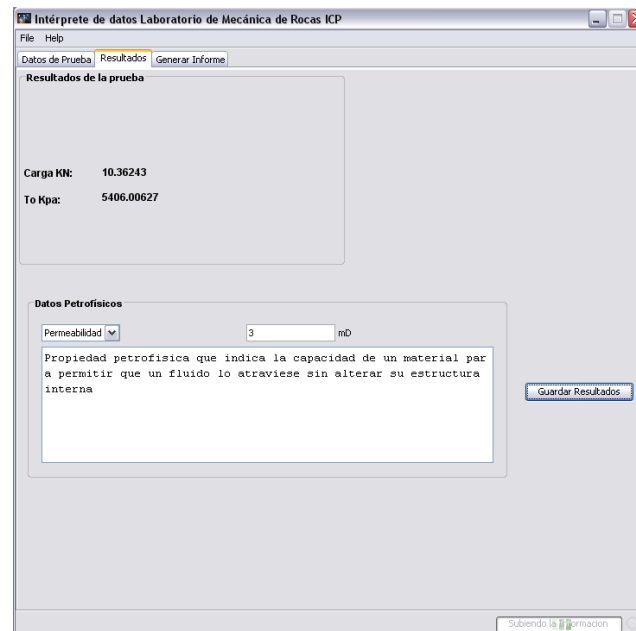 Intérprete de datos Laboratorio de Mecánica de Rocas ICP
File Help
Datos de Prueba Resultados Generar Informe
Resultados de la prueba
Carga KN: 10.36243
To Kpa: 5406.00627
Datos Petrofísicos
Permeabilidad 3 mD
Propiedad petrofisica que indica la capacidad de un material par
a permitir que un fluido lo atraviese sin alterar su estructura
interna
Guardar Resultados
Subiendo la Informacion